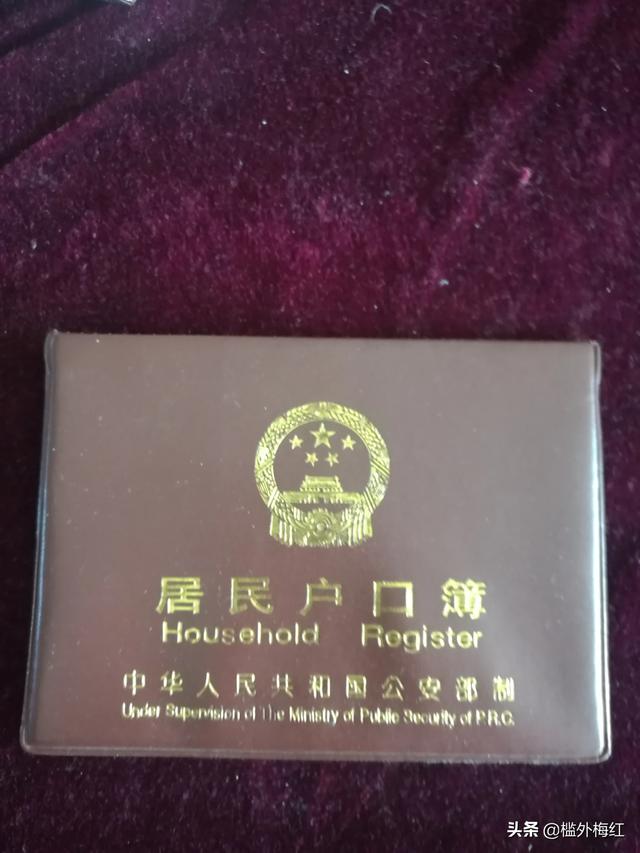 居民户口簿
Household Register
中华人民共和国公安部制
Under Supervision of The Ministry of Public Security of P.R.C.
头条 @槛外梅红